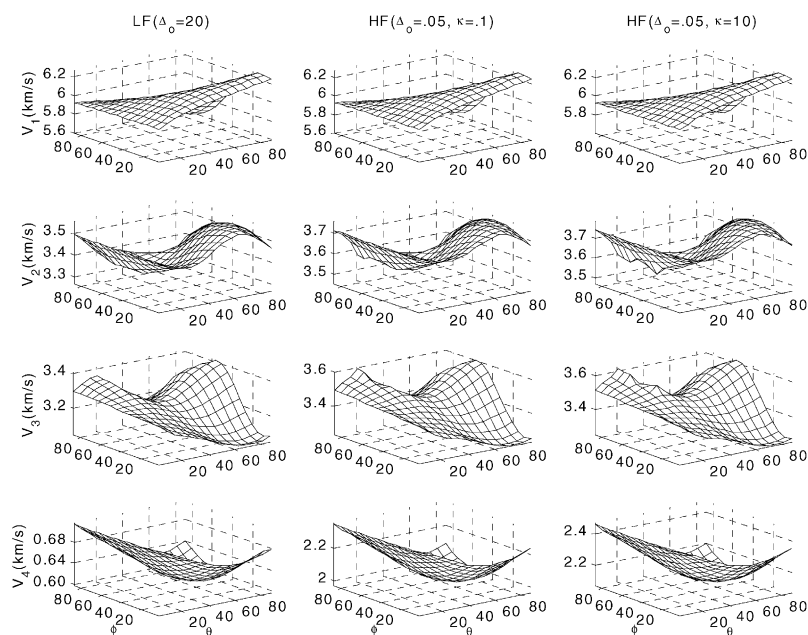 LF(Δo=20) HF(Δo=.05, κ=.1) HF(Δo=.05, κ=10)
V1(km/s) 6.2 6 5.8 5.6 80 60 40 20 20 40 60 80
6.2 6 5.8 80 60 40 20 20 40 60 80
6.2 6 5.8 80 60 40 20 20 40 60 80
V2(km/s) 3.5 3.4 3.3 80 60 40 20 20 40 60 80
3.7 3.6 3.5 80 60 40 20 20 40 60 80
3.7 3.6 3.5 80 60 40 20 20 40 60 80
V3(km/s) 3.4 3.2 80 60 40 20 20 40 60 80
3.6 3.4 80 60 40 20 20 40 60 80
3.6 3.4 80 60 40 20 20 40 60 80
V4(km/s) 0.68 0.64 0.60 80 60 40 20 φ 20 40 60 80 θ
2.2 2 80 60 40 20 φ 20 40 60 80 θ
2.4 2.2 80 60 40 20 φ 20 40 60 80 θ